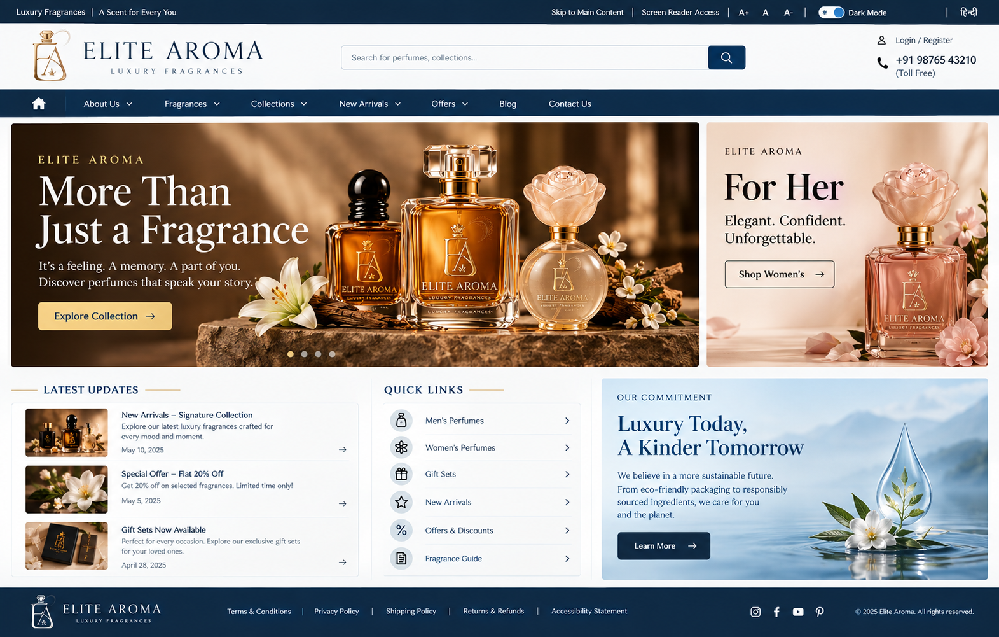 Luxury Fragrances | A Scent for Every You
Skip to Main Content | Screen Reader Access | A+ A A- | Dark Mode | हिन्दी
ELITE AROMA
LUXURY FRAGRANCES
Search for perfumes, collections...
Login / Register
+91 98765 43210
(Toll Free)
About Us
Fragrances
Collections
New Arrivals
Offers
Blog
Contact Us
ELITE AROMA
More Than
Just a Fragrance
It's a feeling. A memory. A part of you.
Discover perfumes that speak your story.
Explore Collection →
EA
ELITE AROMA
EA
ELITE AROMA
EA
ELITE AROMA
ELITE AROMA
For Her
Elegant. Confident.
Unforgettable.
Shop Women's →
EA
ELITE AROMA
LATEST UPDATES
New Arrivals – Signature Collection
Explore our latest luxury fragrances crafted for
every mood and moment.
May 10, 2025
Special Offer – Flat 20% Off
Get 20% off on selected fragrances. Limited time only!
May 5, 2025
Gift Sets Now Available
Perfect for every occasion. Explore our exclusive gift sets
for your loved ones.
April 28, 2025
QUICK LINKS
Men's Perfumes
Women's Perfumes
Gift Sets
New Arrivals
% Offers & Discounts
Fragrance Guide
OUR COMMITMENT
Luxury Today,
A Kinder Tomorrow
We believe in a more sustainable future.
From eco-friendly packaging to responsibly
sourced ingredients, we care for you
and the planet.
Learn More →
ELITE AROMA
LUXURY FRAGRANCES
Terms & Conditions | Privacy Policy | Shipping Policy | Returns & Refunds | Accessibility Statement
© 2025 Elite Aroma. All rights reserved.